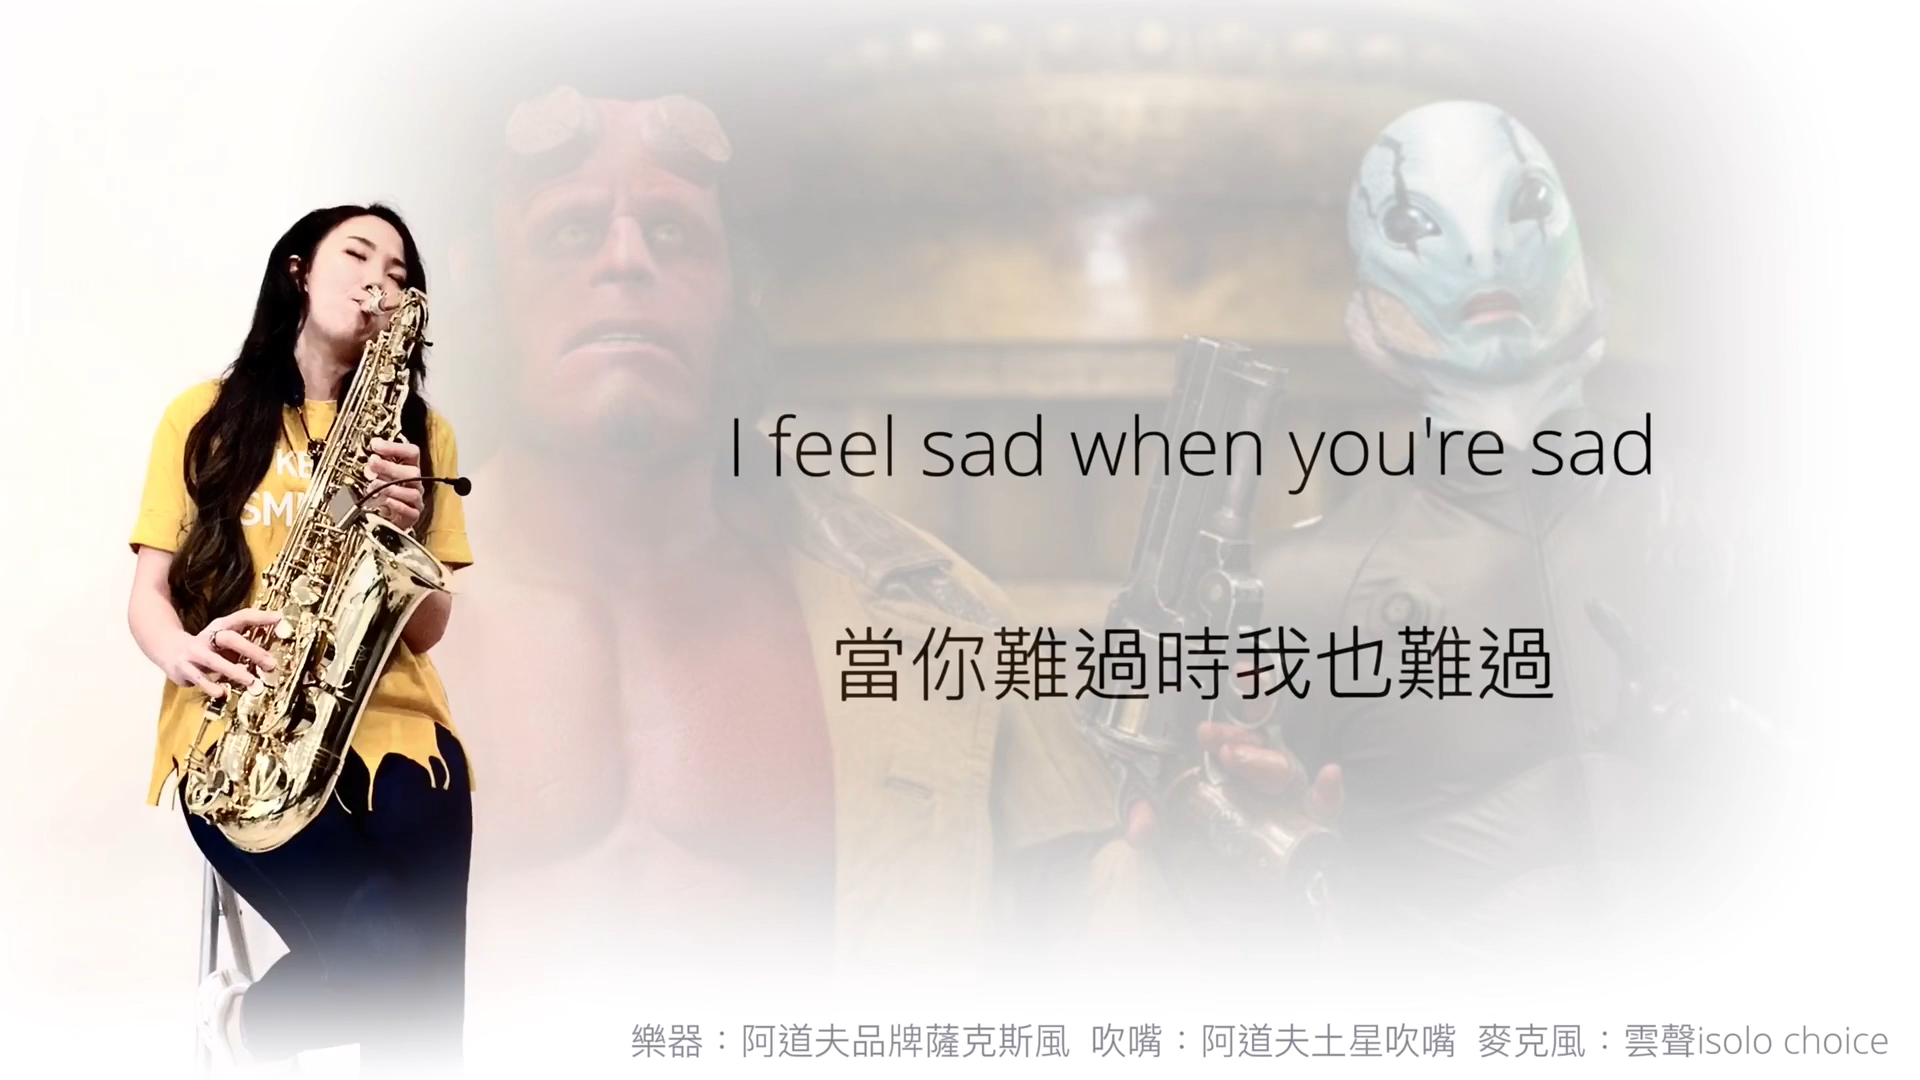 KE
SMI
I feel sad when you're sad
當你難過時我也難過
樂器：阿道夫品牌薩克斯風 吹嘴：阿道夫土星吹嘴 麥克風：雲聲isolo choice